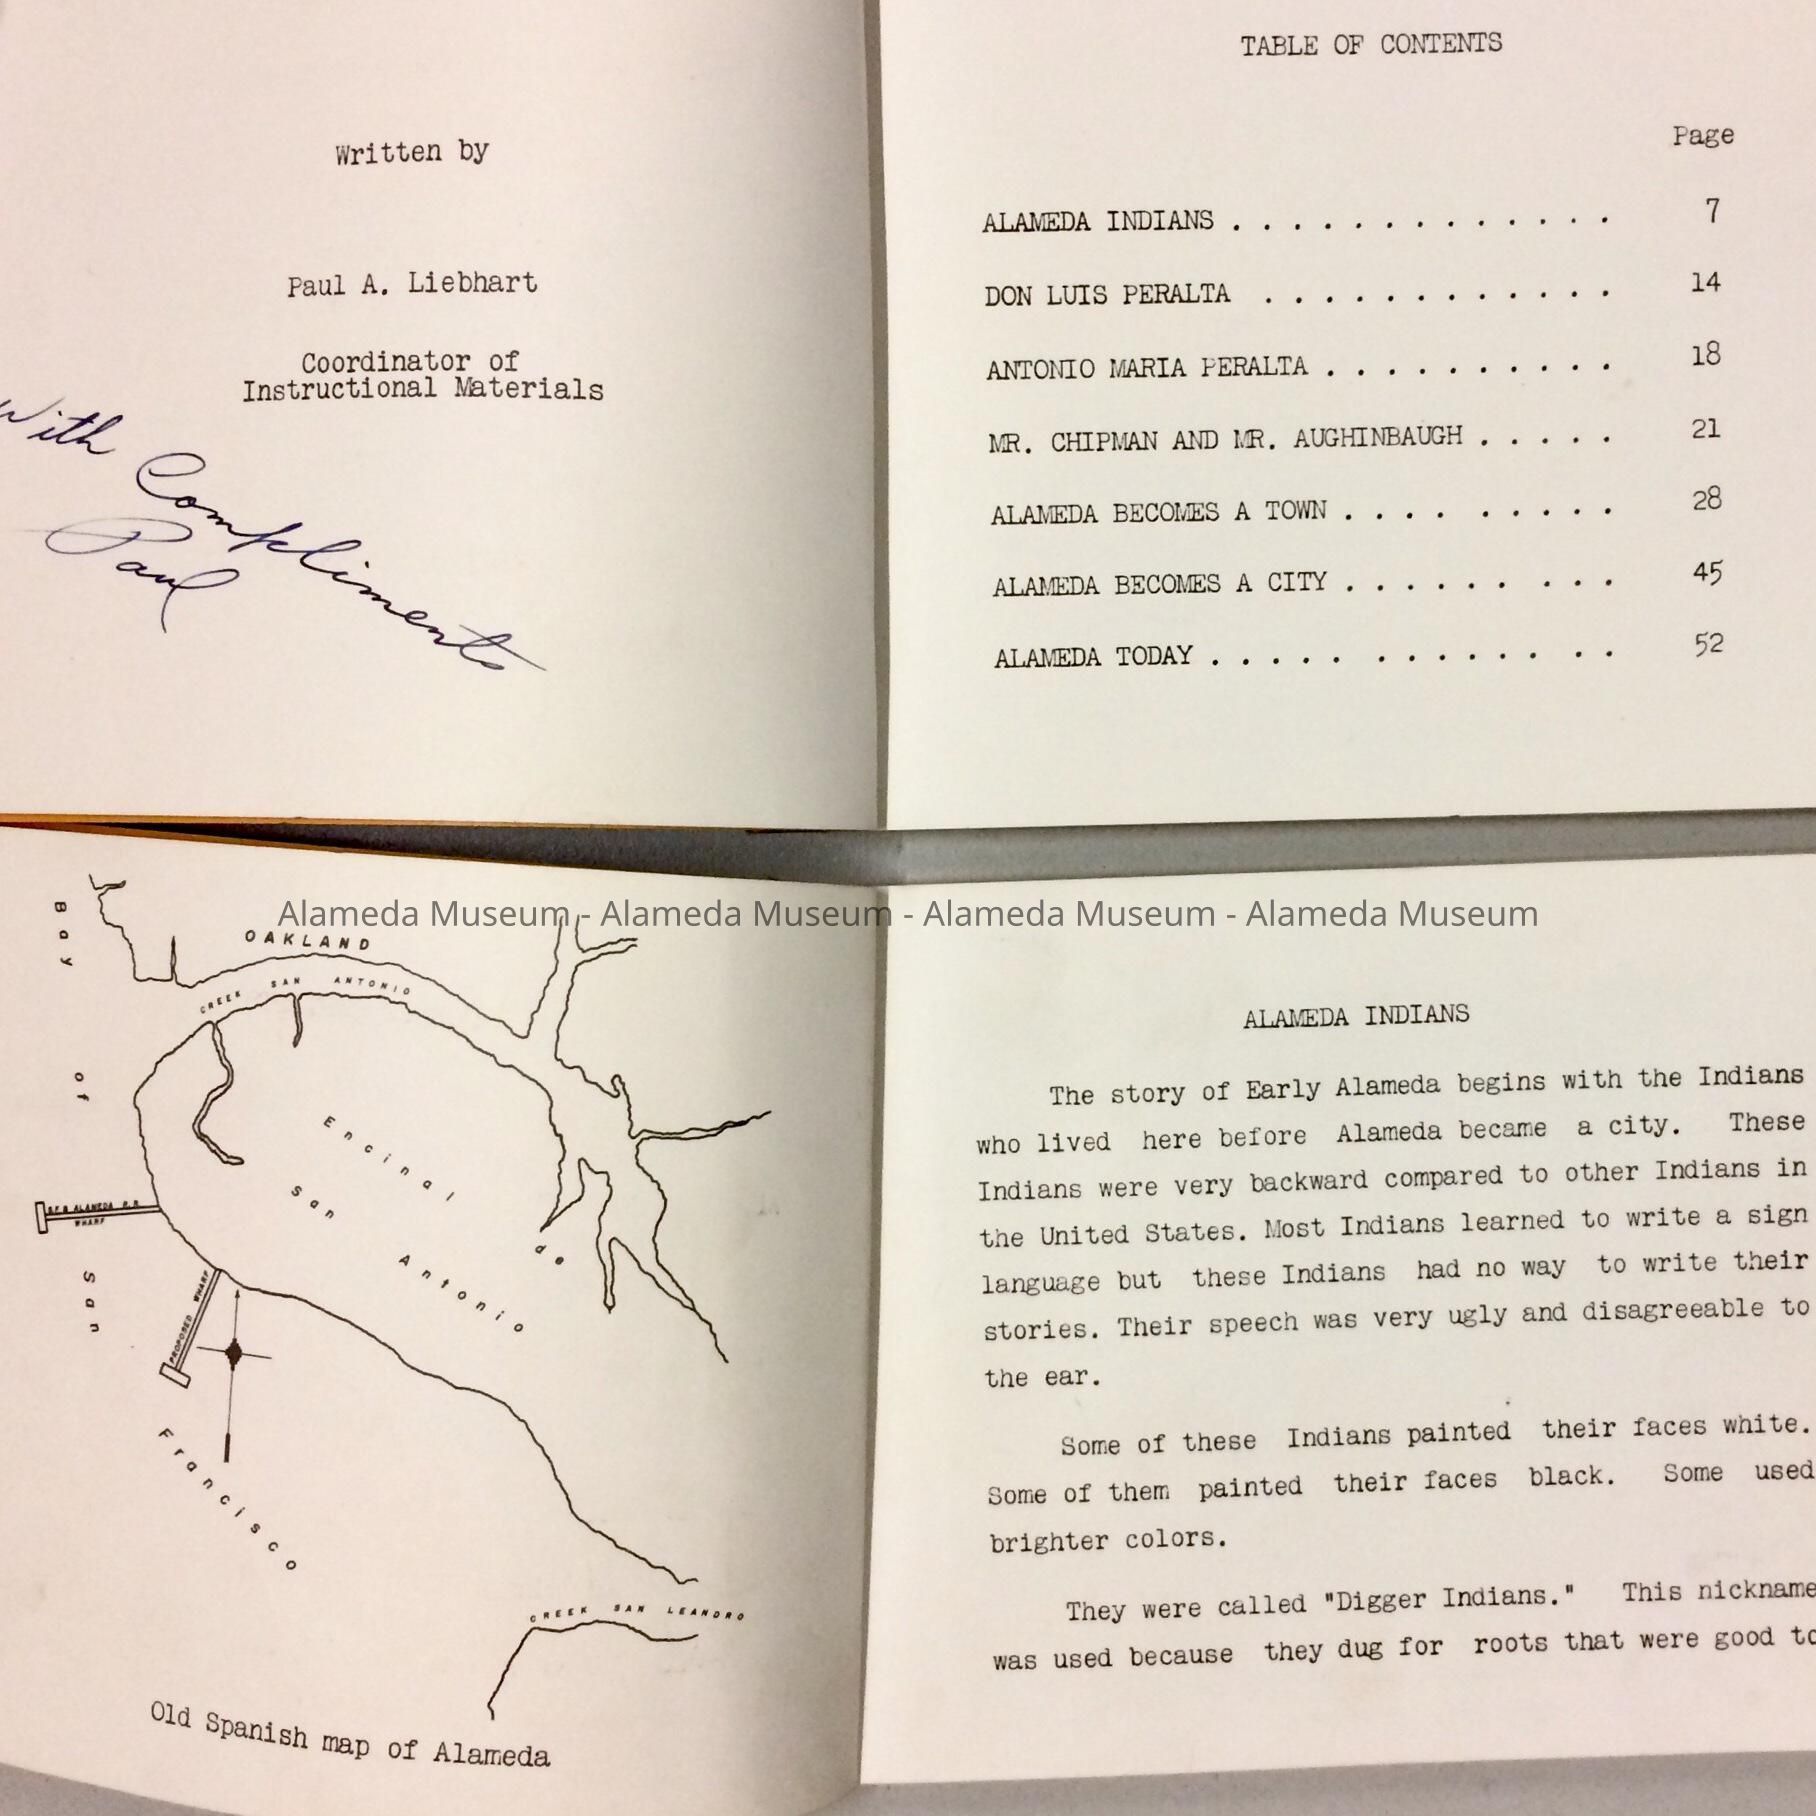 Written by
Paul A. Liebhart
Coordinator of
Instructional Materials
With Compliments
Paul
TABLE OF CONTENTS
Page
ALAMEDA INDIANS . . . . . . . . . . . . . 7
DON LUIS PERALTA . . . . . . . . . . . . 14
ANTONIO MARIA PERALTA . . . . . . . . . . 18
MR. CHIPMAN AND MR. AUGHINBAUGH . . . . . 21
ALAMEDA BECOMES A TOWN . . . . . . . . . 28
ALAMEDA BECOMES A CITY . . . . . . . . . 45
ALAMEDA TODAY . . . . . . . . . . . . . 52
Alameda Museum - Alameda Museum - Alameda Museum - Alameda Museum
Bay of San Francisco
OAKLAND
CREEK SAN ANTONIO
Encinal de
San Antonio
ALAMEDA R.R.
WHARF
PROPOSED WHARF
CREEK SAN LEANDRO
Old Spanish map of Alameda
ALAMEDA INDIANS
The story of Early Alameda begins with the Indians
who lived here before Alameda became a city. These
Indians were very backward compared to other Indians in
the United States. Most Indians learned to write a sign
language but these Indians had no way to write their
stories. Their speech was very ugly and disagreeable to
the ear.
Some of these Indians painted their faces white.
Some of them painted their faces black. Some used
brighter colors.
They were called "Digger Indians." This nickname
was used because they dug for roots that were good to